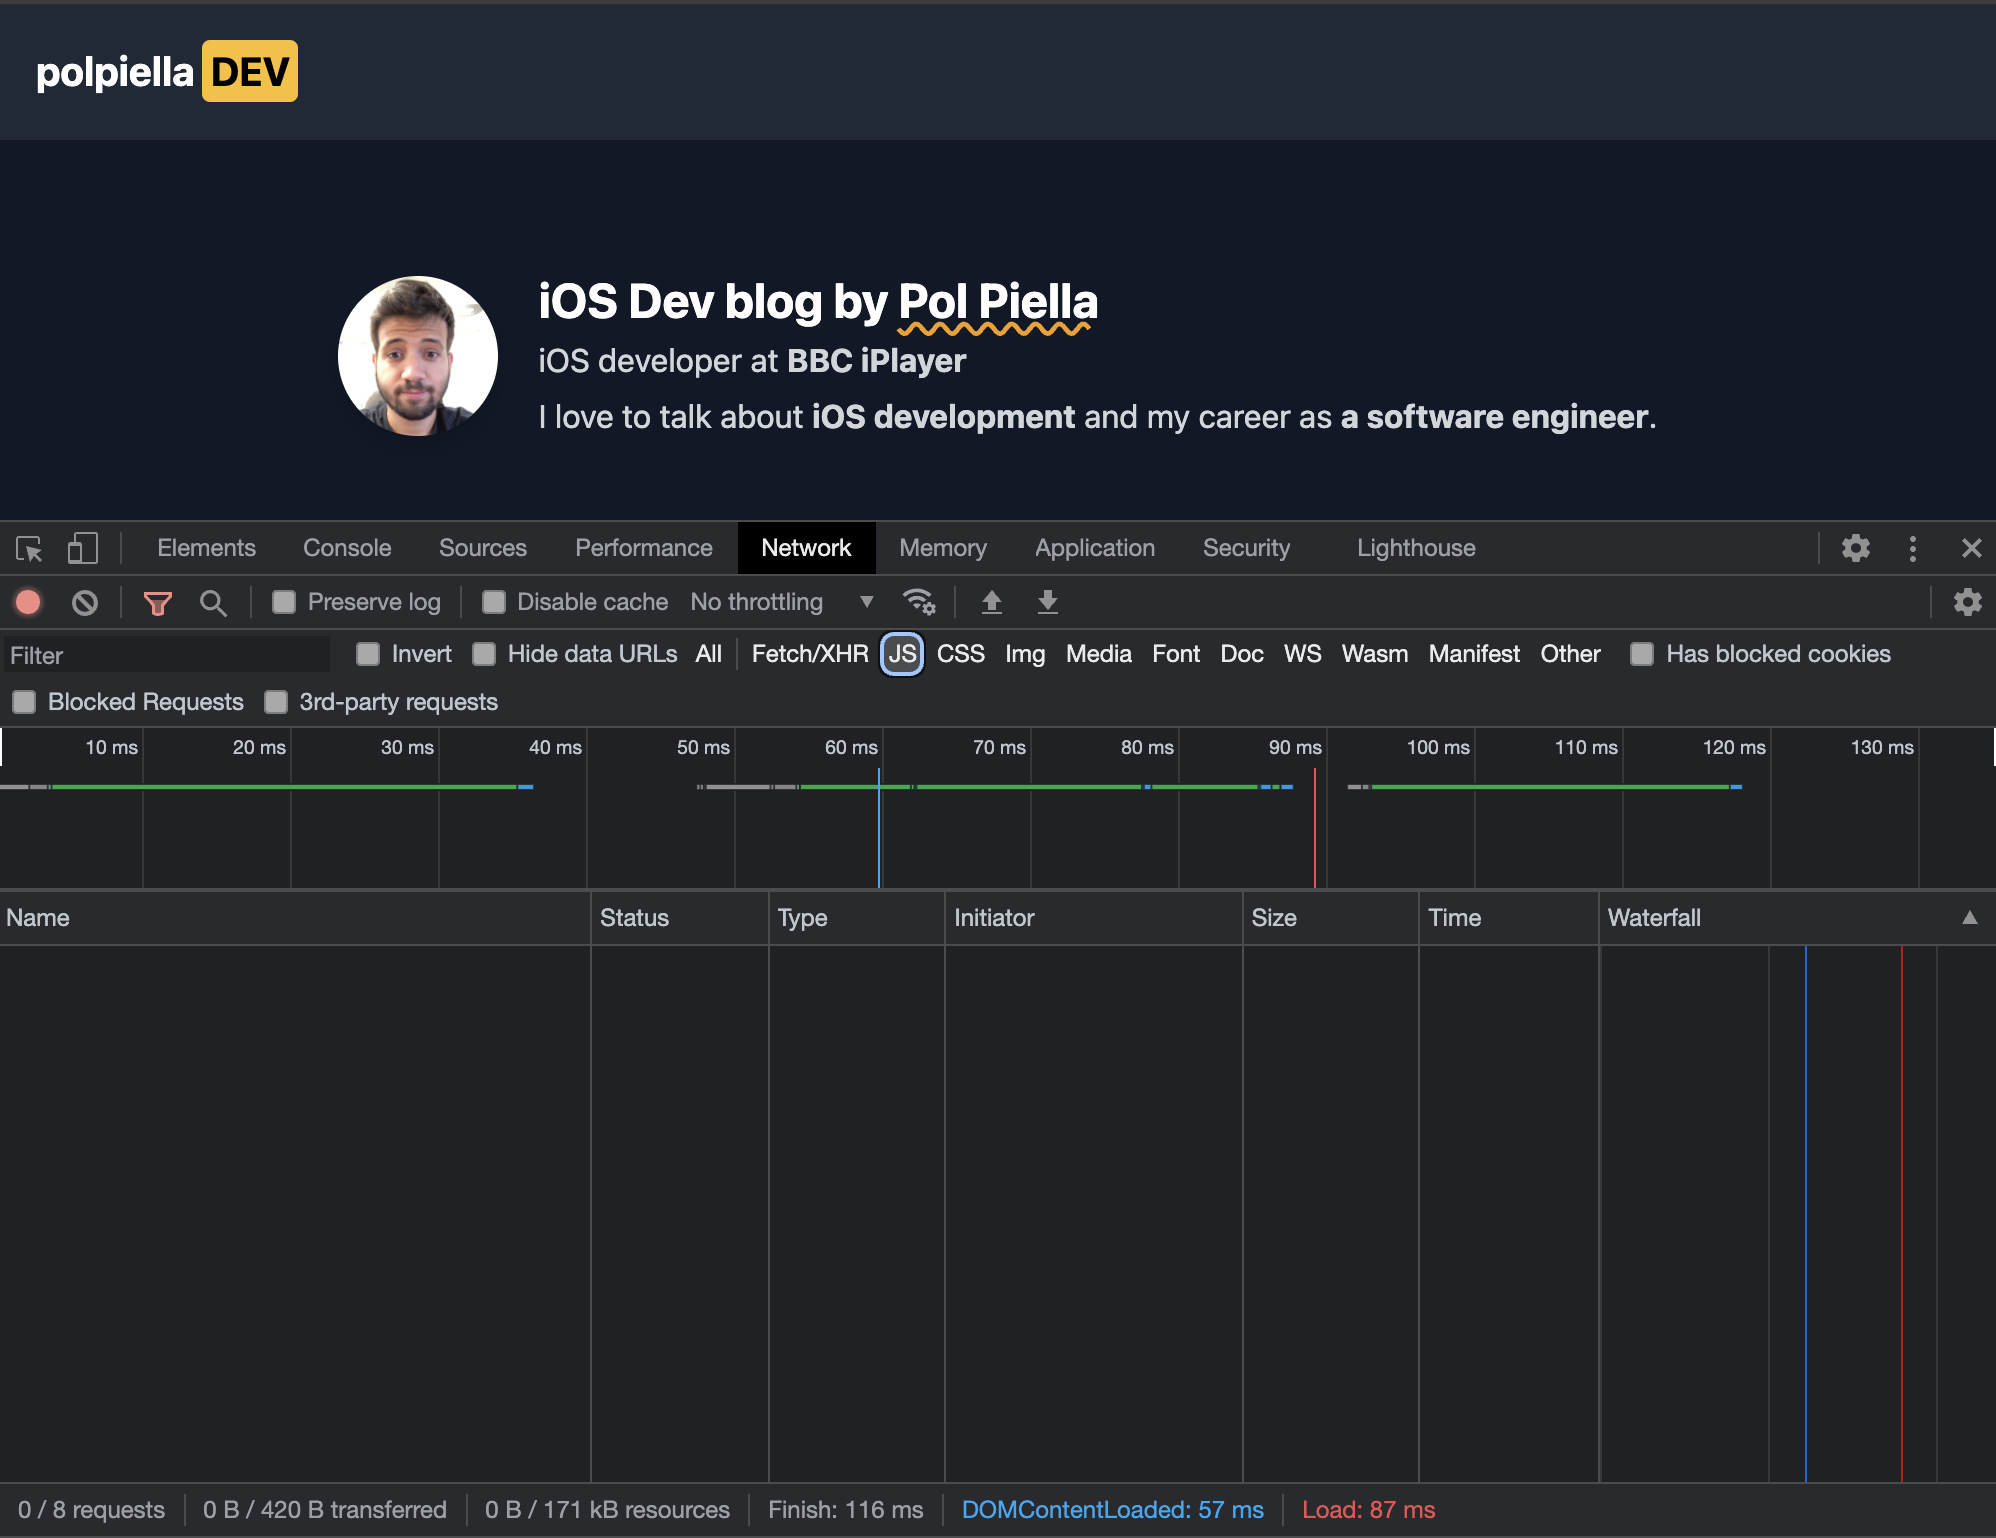 polpiella DEV
iOS Dev blog by Pol Piella
iOS developer at BBC iPlayer
I love to talk about iOS development and my career as a software engineer.
Elements Console Sources Performance Network Memory Application Security Lighthouse
Preserve log Disable cache No throttling
Filter Invert Hide data URLs All Fetch/XHR JS CSS Img Media Font Doc WS Wasm Manifest Other Has blocked cookies
Blocked Requests 3rd-party requests
10 ms 20 ms 30 ms 40 ms 50 ms 60 ms 70 ms 80 ms 90 ms 100 ms 110 ms 120 ms 130 ms
Name Status Type Initiator Size Time Waterfall
0 / 8 requests 0 B / 420 B transferred 0 B / 171 kB resources Finish: 116 ms DOMContentLoaded: 57 ms Load: 87 ms